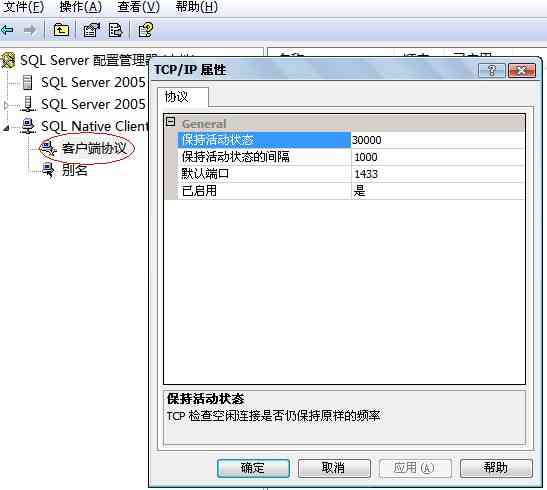 文件(F) 操作(A) 查看(V) 帮助(H)
SQL Server 配置管理器
SQL Server 2005
SQL Server 2005
SQL Native Client
客户端协议
别名
TCP/IP 属性
协议
General
保持活动状态 30000
保持活动状态的间隔 1000
默认端口 1433
已启用 是
保持活动状态
TCP 检查空闲连接是否仍保持原样的频率
确定 取消 应用(A) 帮助